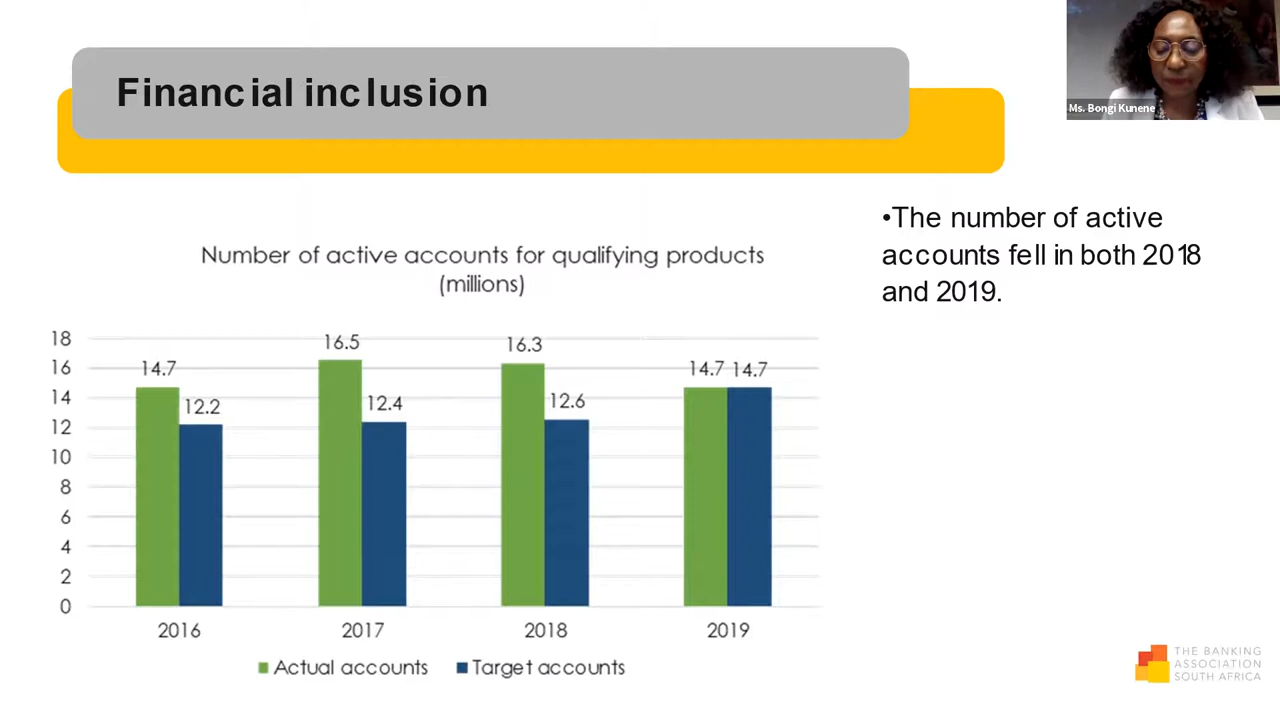 Financial inclusion
Ms. Bongi Kunene
•The number of active
accounts fell in both 2018
and 2019.
Number of active accounts for qualifying products
(millions)
18
16
14
12
10
8
6
4
2
0
14.7
12.2
16.5
12.4
16.3
12.6
14.7 14.7
2016 2017 2018 2019
Actual accounts Target accounts
THE BANKING
ASSOCIATION
SOUTH AFRICA